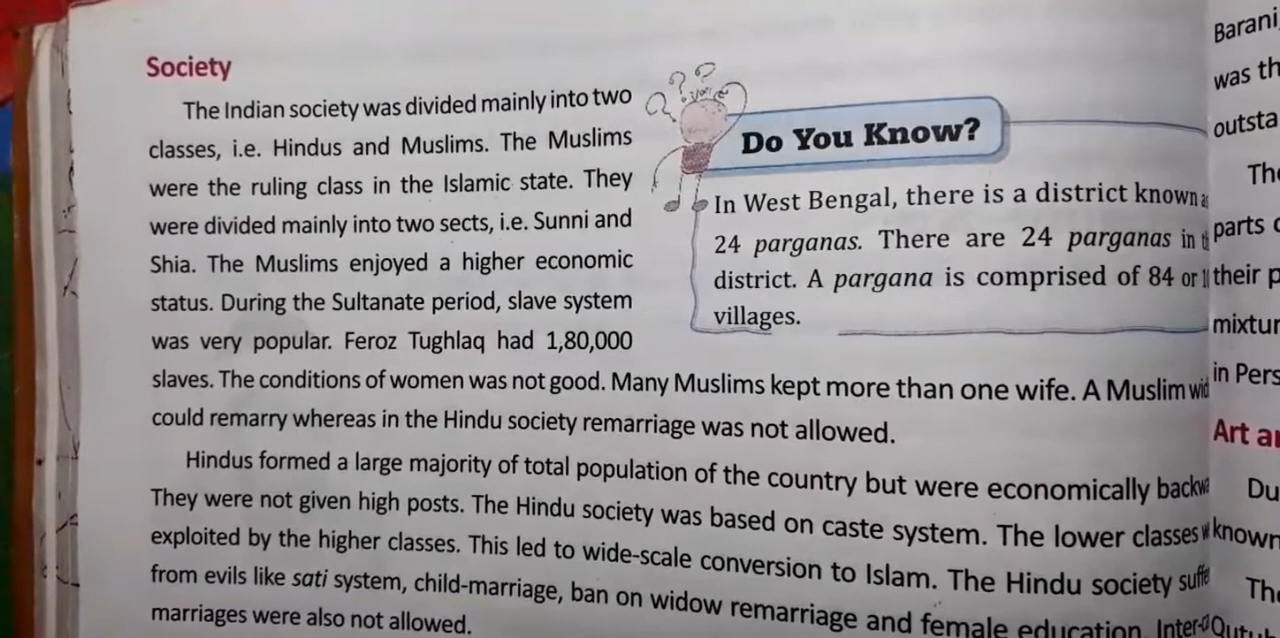 Society
The Indian society was divided mainly into two
classes, i.e. Hindus and Muslims. The Muslims
were the ruling class in the Islamic state. They
were divided mainly into two sects, i.e. Sunni and
Shia. The Muslims enjoyed a higher economic
status. During the Sultanate period, slave system
was very popular. Feroz Tughlaq had 1,80,000
slaves. The conditions of women was not good. Many Muslims kept more than one wife. A Muslim
could remarry whereas in the Hindu society remarriage was not allowed.
Hindus formed a large majority of total population of the country but were economically
They were not given high posts. The Hindu society was based on caste system. The lower classes
exploited by the higher classes. This led to wide-scale conversion to Islam. The Hindu society
from evils like sati system, child-marriage, ban on widow remarriage and female education.
marriages were also not allowed.
Do You Know?
In West Bengal, there is a district known
24 parganas. There are 24 parganas in
district. A pargana is comprised of 84 or
villages.
Barani,
was
parts
their
in
Art
known